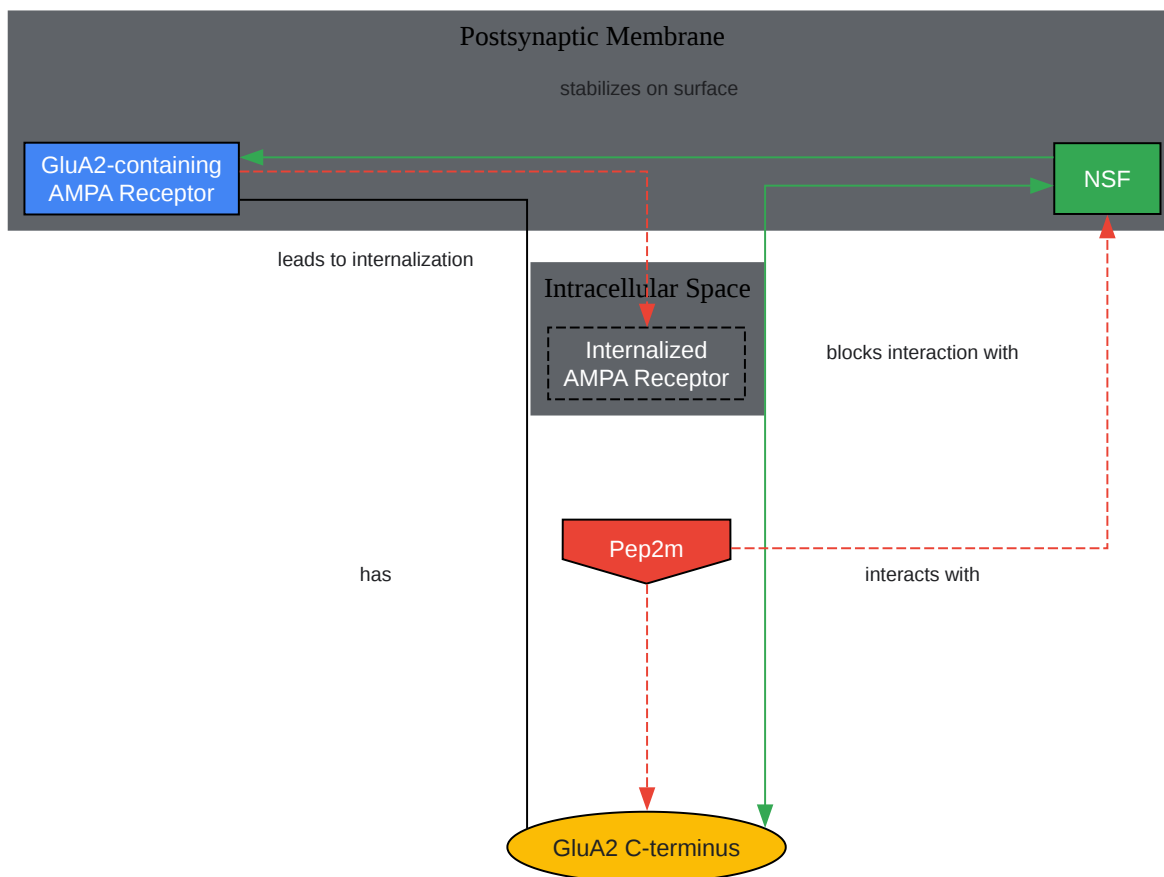 Postsynaptic Membrane
stabilizes on surface
GluA2-containing
AMPA Receptor
NSF
leads to internalization
Intracellular Space
Internalized
AMPA Receptor
blocks interaction with
Pep2m
has
interacts with
GluA2 C-terminus